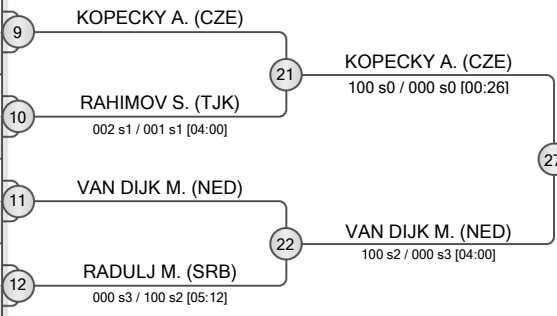 9
KOPECKY A. (CZE)
21
KOPECKY A. (CZE)
100 s0 / 000 s0 [00:26]
10
RAHIMOV S. (TJK)
002 s1 / 001 s1 [04:00]
27
11
VAN DIJK M. (NED)
22
VAN DIJK M. (NED)
100 s2 / 000 s3 [04:00]
12
RADULJ M. (SRB)
000 s3 / 100 s2 [05:12]